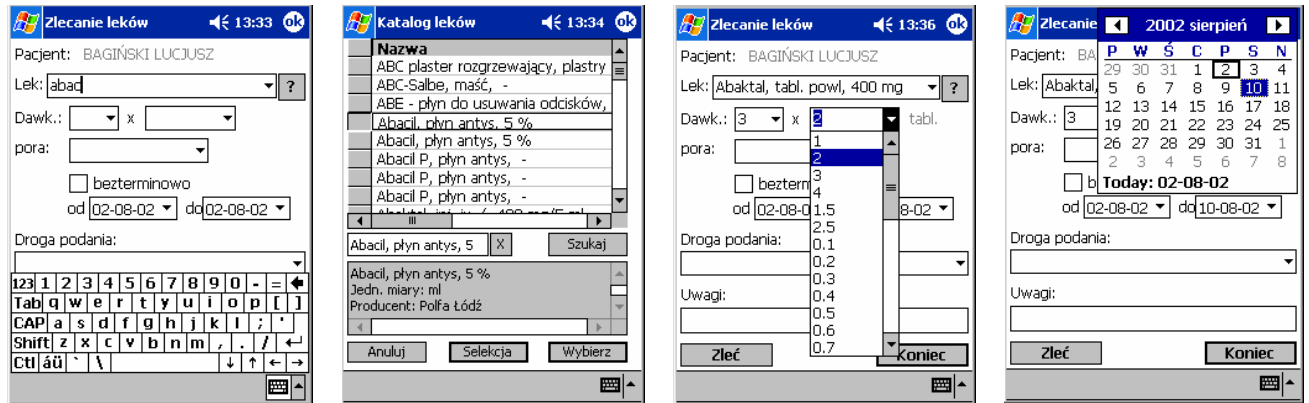 Zlecanie leków 13:33 ok
Pacjent: BAGIŃSKI LUCJUSZ
Lek: abad ?
Dawk.: x
pora:
bezterminowo
od 02-08-02 do 02-08-02
Droga podania:
123 1 2 3 4 5 6 7 8 9 0 - =
Tab q w e r t y u i o p [ ]
CAP a s d f g h j k l ; '
Shift z x c v b n m , . /
Ctl áü ` \
Katalog leków 13:34 ok
Nazwa
ABC plaster rozgrzewający, plastry
ABC-Salbe, maść, -
ABE - płyn do usuwania odcisków,
Abacil, płyn antys, 5 %
Abacil, płyn antys, 5 %
Abacil P, płyn antys, -
Abacil P, płyn antys, -
Abacil P, płyn antys, -
Abacil, płyn antys, 5 X Szukaj
Abacil, płyn antys, 5 %
Jedn. miary: ml
Producent: Polfa Łódź
Anuluj Selekcja Wybierz
Zlecanie leków 13:36 ok
Pacjent: BAGIŃSKI LUCJUSZ
Lek: Abaktal, tabl. powl, 400 mg ?
Dawk.: 3 x 2 tabl.
pora:
1
2
3
4
1.5
2.5
0.1
0.2
0.3
0.4
0.5
0.6
0.7
bezterm
od 02-08-0 8-02
Droga podania:
Uwagi:
Zleć Koniec
Zlecanie
2002 sierpień
P W Ś C P S N
29 30 31 1 2 3 4
5 6 7 8 9 10 11
12 13 14 15 16 17 18
19 20 21 22 23 24 25
26 27 28 29 30 31 1
2 3 4 5 6 7 8
Today: 02-08-02
Pacjent: BA
Lek: Abaktal,
Dawk.: 3
pora:
b
od 02-08-02 do 10-08-02
Droga podania:
Uwagi:
Zleć Koniec